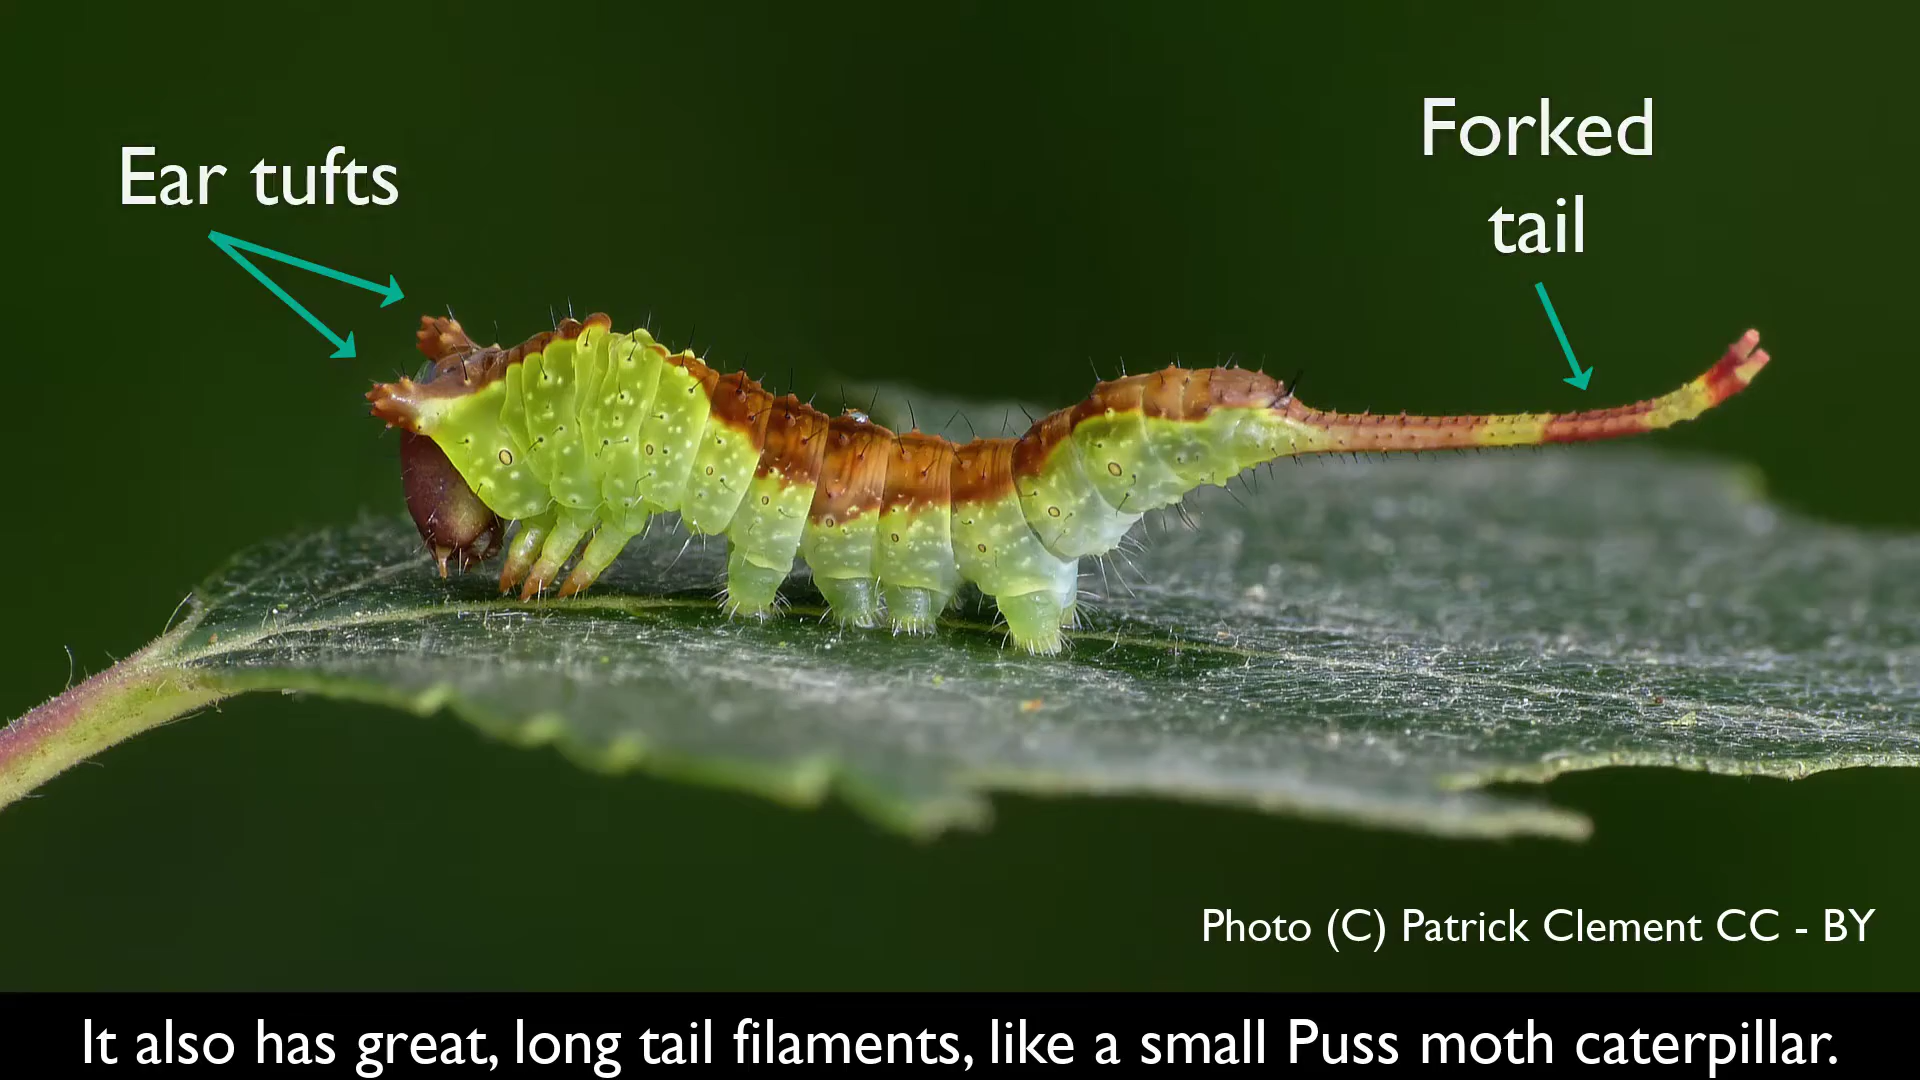 Ear tufts
Forked
tail
Photo (C) Patrick Clement CC - BY
It also has great, long tail filaments, like a small Puss moth caterpillar.